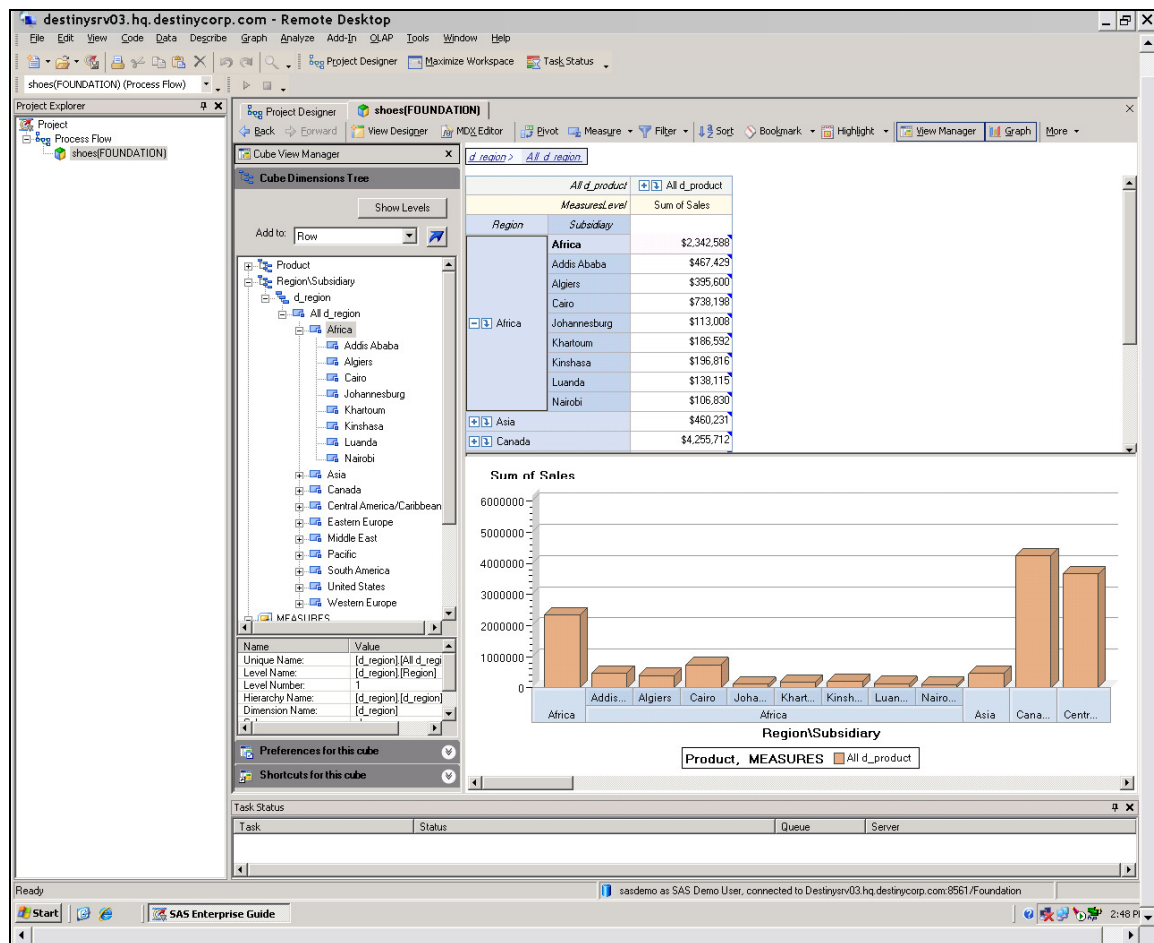 destinysrv03.hq.destinycorp.com - Remote Desktop
File Edit View Code Data Describe Graph Analyze Add-In OLAP Tools Window Help
Project Designer Maximize Workspace Task Status
shoes(FOUNDATION) (Process Flow)
Project Explorer
Project
Process Flow
shoes(FOUNDATION)
Project Designer shoes(FOUNDATION)
Back Forward View Designer MDX Editor Pivot Measure Filter Sort Bookmark Highlight View Manager Graph More
Cube View Manager
Cube Dimensions Tree
Show Levels
Add to: Row
Product
Region\Subsidiary
d_region
All d_region
Africa
Addis Ababa
Algiers
Cairo
Johannesburg
Khartoum
Kinshasa
Luanda
Nairobi
Asia
Canada
Central America/Caribbean
Eastern Europe
Middle East
Pacific
South America
United States
Western Europe
MEASURES
Name Value
Unique Name: [d_region].[All d_regi
Level Name: [d_region].[Region]
Level Number: 1
Hierarchy Name: [d_region].[d_region]
Dimension Name: [d_region]
Preferences for this cube
Shortcuts for this cube
d_region > All d_region
All d_product All d_product
MeasuresLevel Sum of Sales
Region Subsidiary
Africa
Africa $2,342,588
Addis Ababa $467,429
Algiers $395,600
Cairo $738,198
Johannesburg $113,008
Khartoum $186,592
Kinshasa $196,816
Luanda $138,115
Nairobi $106,830
Asia $460,231
Canada $4,255,712
Sum of Sales
6000000
5000000
4000000
3000000
2000000
1000000
0
Addis... Algiers Cairo Joha... Khart... Kinsh... Luan... Nairo...
Africa Africa Asia Cana... Centr...
Region\Subsidiary
Product, MEASURES All d_product
Task Status
Task Status Queue Server
Ready
sasdemo as SAS Demo User, connected to Destinysrv03.hq.destinycorp.com:8561/Foundation
Start SAS Enterprise Guide 2:48 P